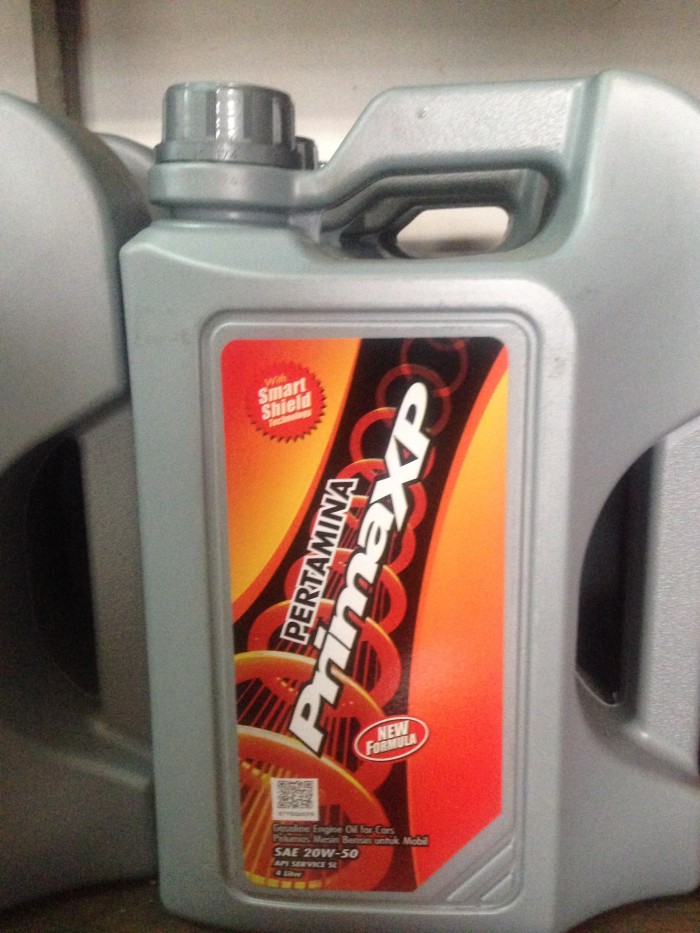 With
Smart
Shield
Technology
PERTAMINA
PrimaXP
NEW
FORMULA
Gasoline Engine Oil for Cars
Pelumas Mesin Bensin untuk Mobil
SAE 20W-50
API SERVICE SL
4 Litre